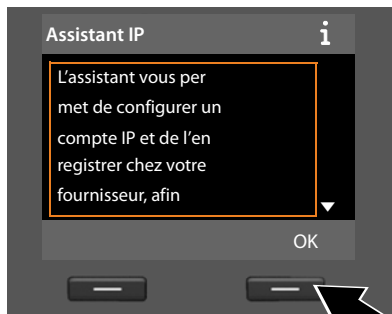 Assistant IP i
L'assistant vous per
met de configurer un
compte IP et de l'en
registrer chez votre
fournisseur, afin
OK